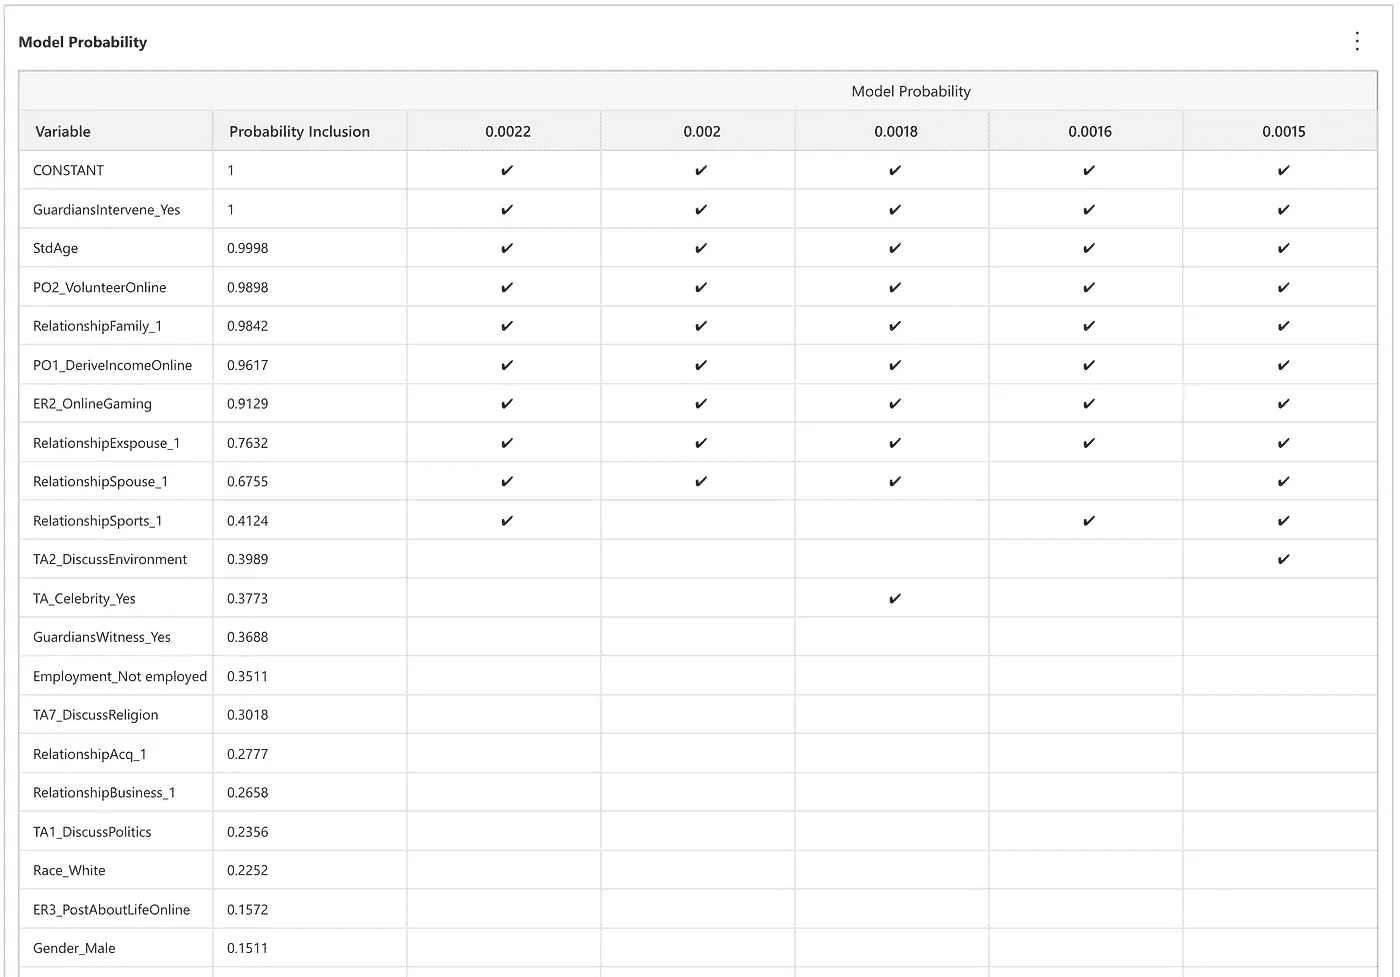 Model Probability
Model Probability
Variable Probability Inclusion 0.0022 0.002 0.0018 0.0016 0.0015
CONSTANT 1 ✔ ✔ ✔ ✔ ✔
GuardiansIntervene_Yes 1 ✔ ✔ ✔ ✔ ✔
StdAge 0.9998 ✔ ✔ ✔ ✔ ✔
PO2_VolunteerOnline 0.9898 ✔ ✔ ✔ ✔ ✔
RelationshipFamily_1 0.9842 ✔ ✔ ✔ ✔ ✔
PO1_DeriveIncomeOnline 0.9617 ✔ ✔ ✔ ✔ ✔
ER2_OnlineGaming 0.9129 ✔ ✔ ✔ ✔ ✔
RelationshipExspouse_1 0.7632 ✔ ✔ ✔ ✔ ✔
RelationshipSpouse_1 0.6755 ✔ ✔ ✔ ✔
RelationshipSports_1 0.4124 ✔ ✔ ✔
TA2_DiscussEnvironment 0.3989 ✔
TA_Celebrity_Yes 0.3773 ✔
GuardiansWitness_Yes 0.3688
Employment_Not employed 0.3511
TA7_DiscussReligion 0.3018
RelationshipAcq_1 0.2777
RelationshipBusiness_1 0.2658
TA1_DiscussPolitics 0.2356
Race_White 0.2252
ER3_PostAboutLifeOnline 0.1572
Gender_Male 0.1511